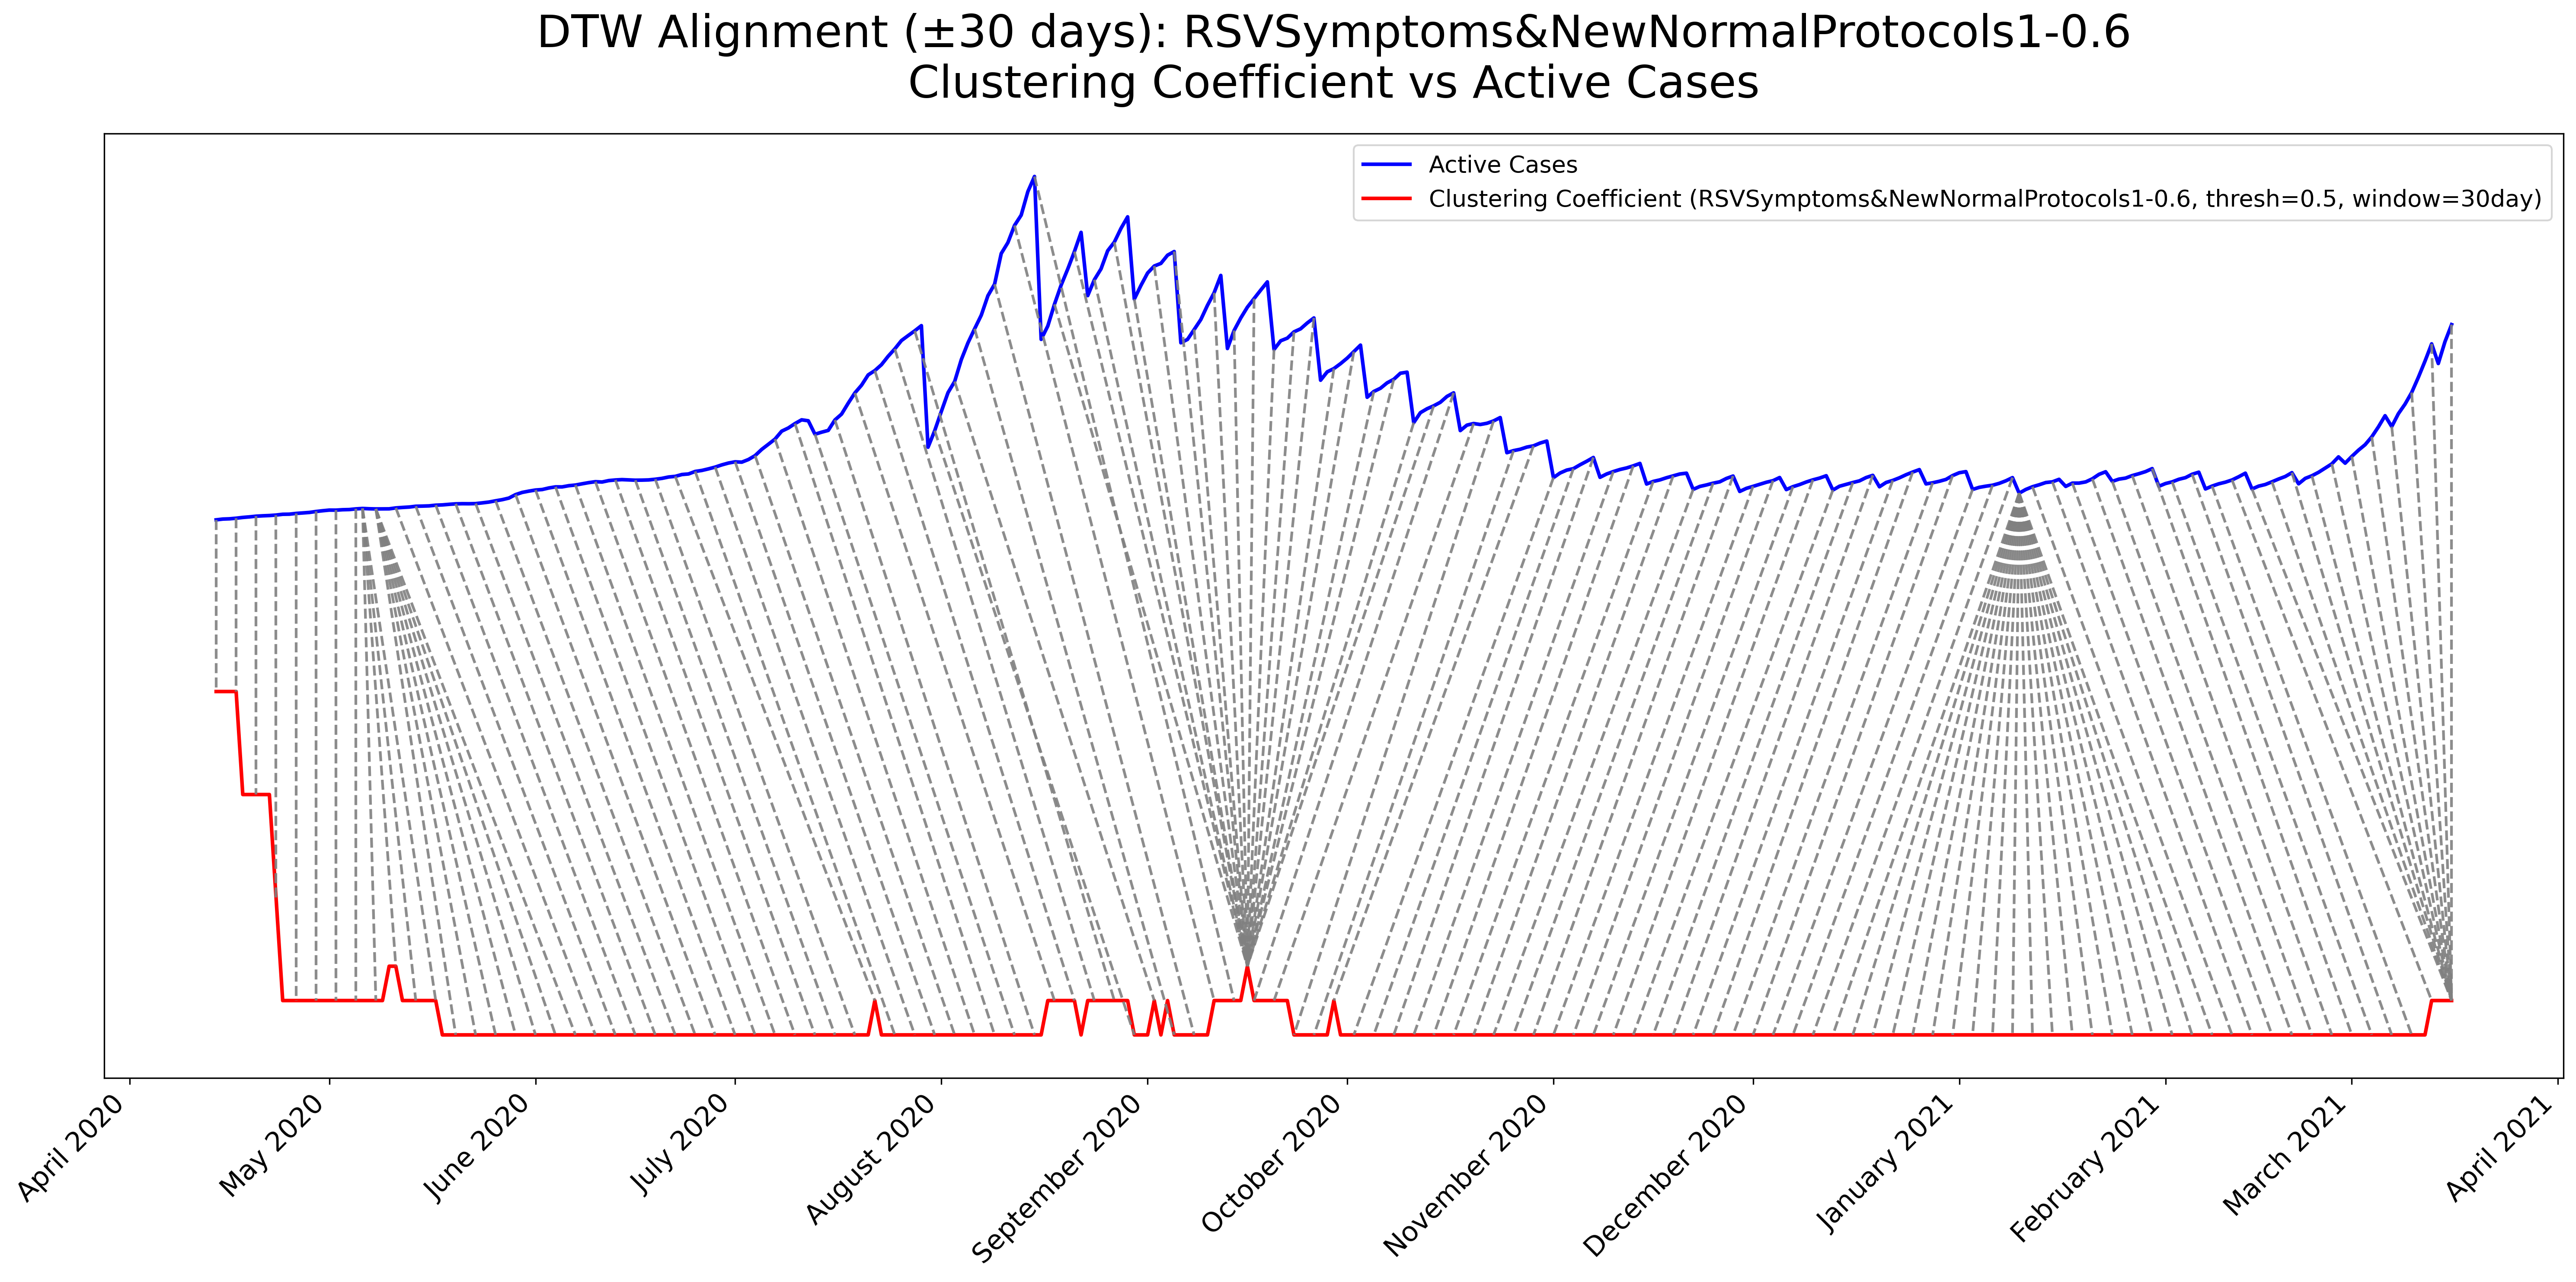 DTW Alignment (±30 days): RSVSymptoms&NewNormalProtocols1-0.6
Clustering Coefficient vs Active Cases
Active Cases
Clustering Coefficient (RSVSymptoms&NewNormalProtocols1-0.6, thresh=0.5, window=30day)
April 2020
May 2020
June 2020
July 2020
August 2020
September 2020
October 2020
November 2020
December 2020
January 2021
February 2021
March 2021
April 2021